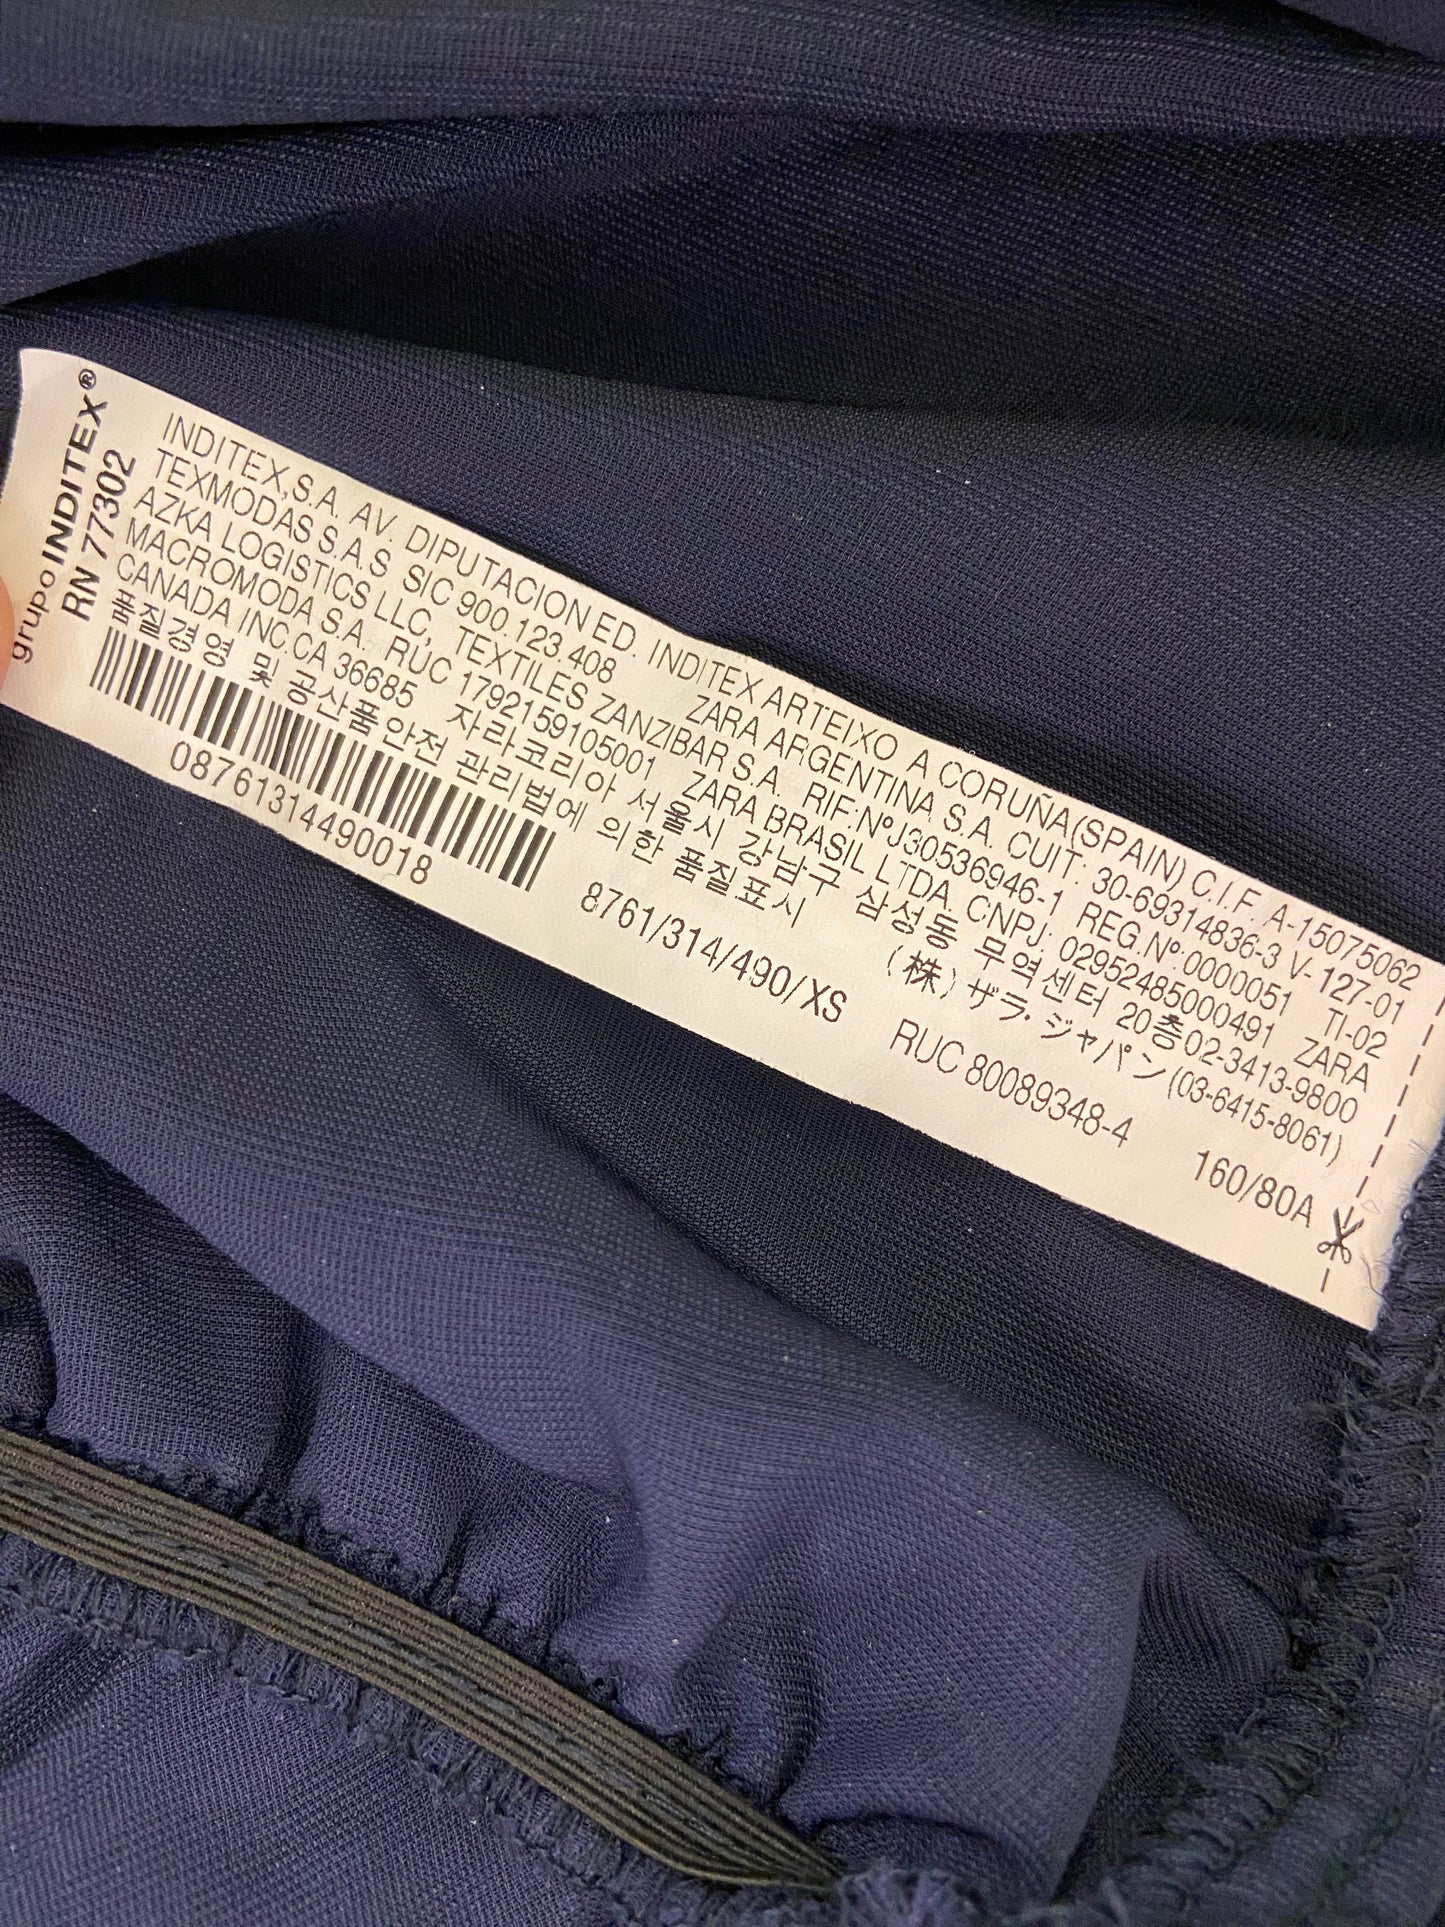 grupo INDITEX®
RN 77302
INDITEX,S.A. AV. DIPUTACION ED. INDITEX ARTEIXO A CORUÑA(SPAIN) C.I.F. A-15075062
TEXMODAS S.A.S SIC 900.123.408 ZARA ARGENTINA S.A. CUIT: 30-69314836-3 V-127-01
AZKA LOGISTICS LLC, TEXTILES ZANZIBAR S.A. RIF:NºJ30536946-1 REG.Nº:0000051 TI-02
MACROMODA S.A. RUC 1792159105001 ZARA BRASIL LTDA. CNPJ: 02952485000491 ZARA
CANADA INC.CA 36685 자라코리아 서울시 강남구 삼성동 무역센터 20층02-3413-9800
품질경영 및 공산품안전 관리법에 의한 품질표시 (株) ザラ・ジャパン(03-6415-8061)
08761314490018
8761/314/490/XS RUC 80089348-4 160/80A